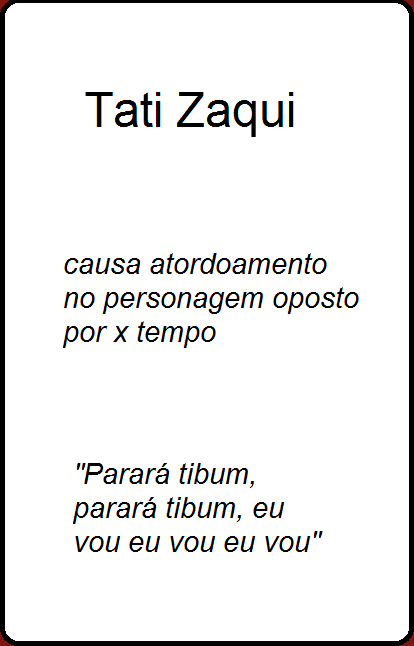 Tati Zaqui
causa atordoamento
no personagem oposto
por x tempo
"Parará tibum,
parará tibum, eu
vou eu vou eu vou"